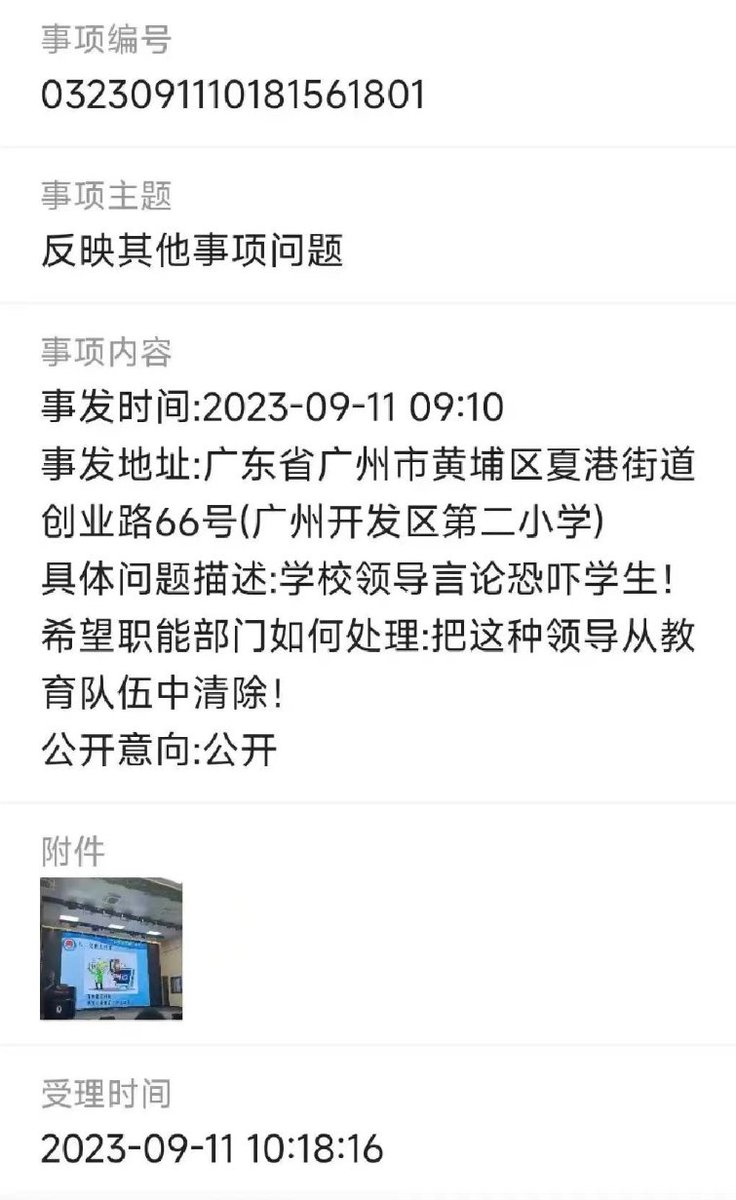 事项编号
0323091110181561801
事项主题
反映其他事项问题
事项内容
事发时间:2023-09-11 09:10
事发地址:广东省广州市黄埔区夏港街道
创业路66号(广州开发区第二小学)
具体问题描述:学校领导言论恐吓学生!
希望职能部门如何处理:把这种领导从教
育队伍中清除!
公开意向:公开
附件
受理时间
2023-09-11 10:18:16